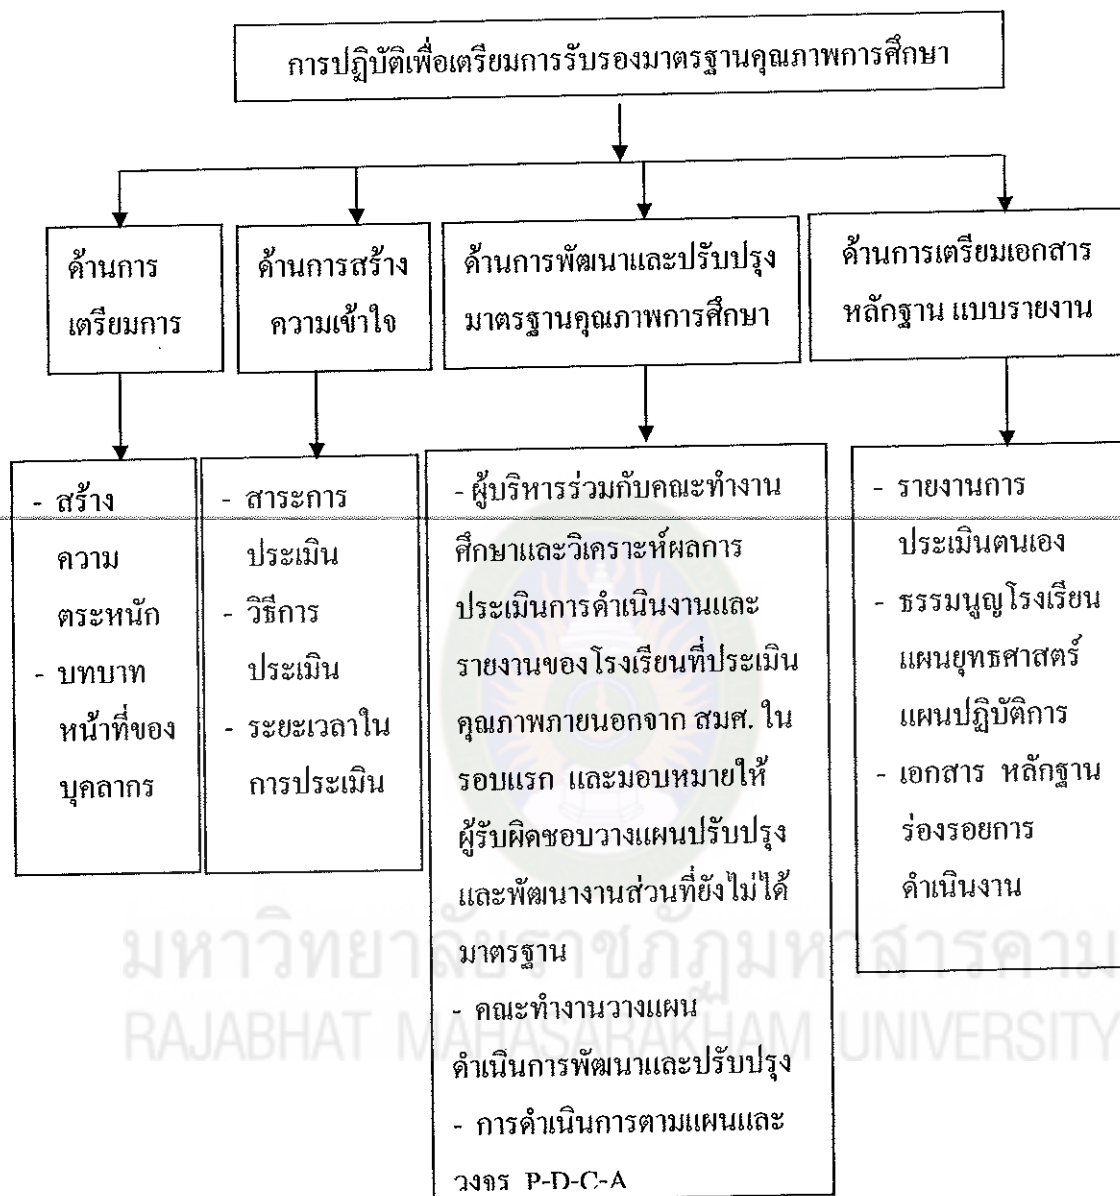 การปฏิบัติเพื่อเตรียมการรับรองมาตรฐานคุณภาพการศึกษา
ด้านการ
เตรียมการ
ด้านการสร้าง
ความเข้าใจ
ด้านการพัฒนาและปรับปรุง
มาตรฐานคุณภาพการศึกษา
ด้านการเตรียมเอกสาร
หลักฐาน แบบรายงาน
- สร้าง
ความ
ตระหนัก
- บทบาท
หน้าที่ของ
บุคลากร
- สาระการ
ประเมิน
- วิธีการ
ประเมิน
- ระยะเวลาใน
การประเมิน
- ผู้บริหารร่วมกับคณะทำงาน
ศึกษาและวิเคราะห์ผลการ
ประเมินการดำเนินงานและ
รายงานของโรงเรียนที่ประเมิน
คุณภาพภายนอกจาก สมศ. ใน
รอบแรก และมอบหมายให้
ผู้รับผิดชอบวางแผนปรับปรุง
และพัฒนางานส่วนที่ยังไม่ได้
มาตรฐาน
- คณะทำงานวางแผน
ดำเนินการพัฒนาและปรับปรุง
- การดำเนินการตามแผนและ
วงจร P-D-C-A
- รายงานการ
ประเมินตนเอง
- ธรรมนูญโรงเรียน
แผนยุทธศาสตร์
แผนปฏิบัติการ
- เอกสาร หลักฐาน
ร่องรอยการ
ดำเนินงาน
มหาวิทยาลัยราชภัฏมหาสารคาม
RAJABHAT MAHASARAKHAM UNIVERSITY